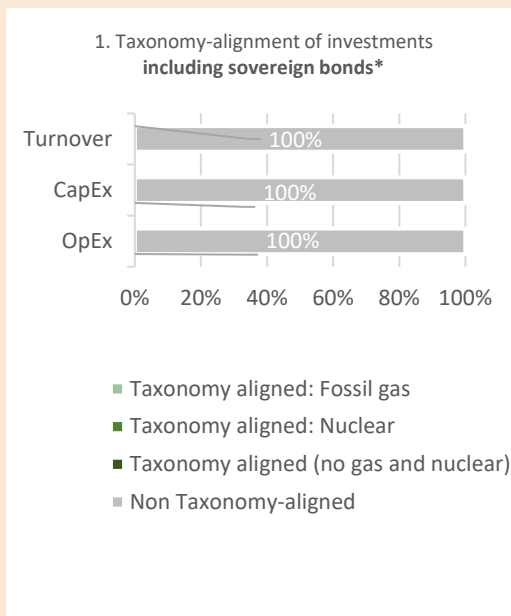 1. Taxonomy-alignment of investments
including sovereign bonds*
Turnover
100%
CapEx
100%
OpEx
100%
0% 20% 40% 60% 80% 100%
Taxonomy aligned: Fossil gas
Taxonomy aligned: Nuclear
Taxonomy aligned (no gas and nuclear)
Non Taxonomy-aligned